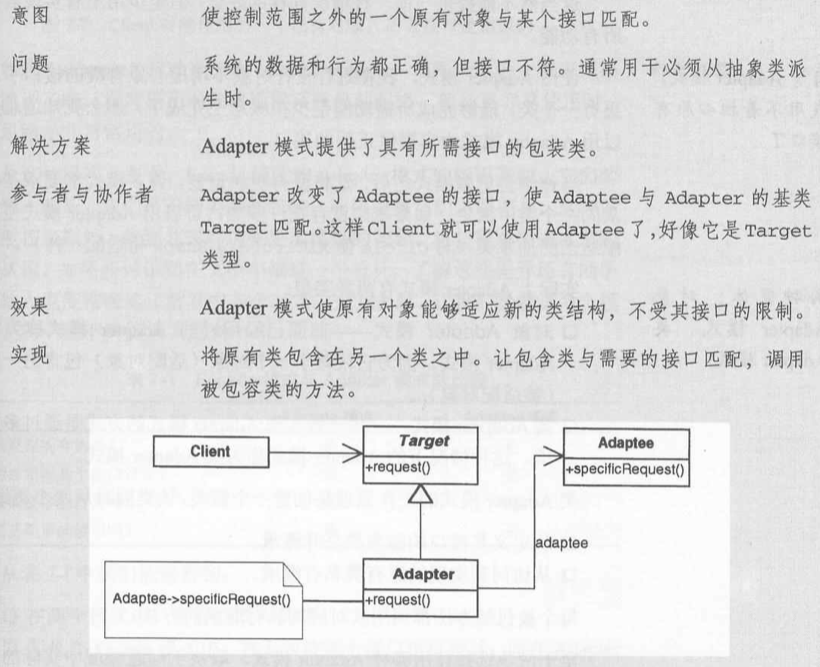 意图 使控制范围之外的一个原有对象与某个接口匹配。
问题 系统的数据和行为都正确，但接口不符。通常用于必须从抽象类派
生时。
解决方案 Adapter 模式提供了具有所需接口的包装类。
参与者与协作者 Adapter 改变了 Adaptee 的接口，使 Adaptee 与 Adapter 的基类
Target 匹配。这样 Client 就可以使用 Adaptee 了，好像它是 Target
类型。
效果 Adapter 模式使原有对象能够适应新的类结构，不受其接口的限制。
实现 将原有类包含在另一个类之中。让包含类与需要的接口匹配，调用
被包容类的方法。
Client
Target
+request()
Adaptee
+specificRequest()
adaptee
Adapter
+request()
Adaptee->specificRequest()